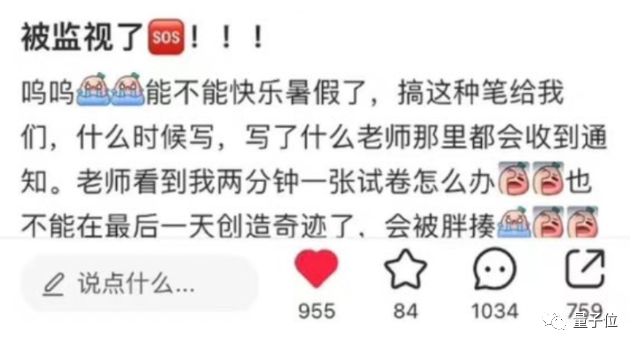 被监视了🆘！！！
呜呜能不能快乐暑假了，搞这种笔给我
们，什么时候写，写了什么老师那里都会收到通
知。老师看到我两分钟一张试卷怎么办也
不能在最后一天创造奇迹了，会被胖揍
说点什么...
955
84
1034
759
量子位